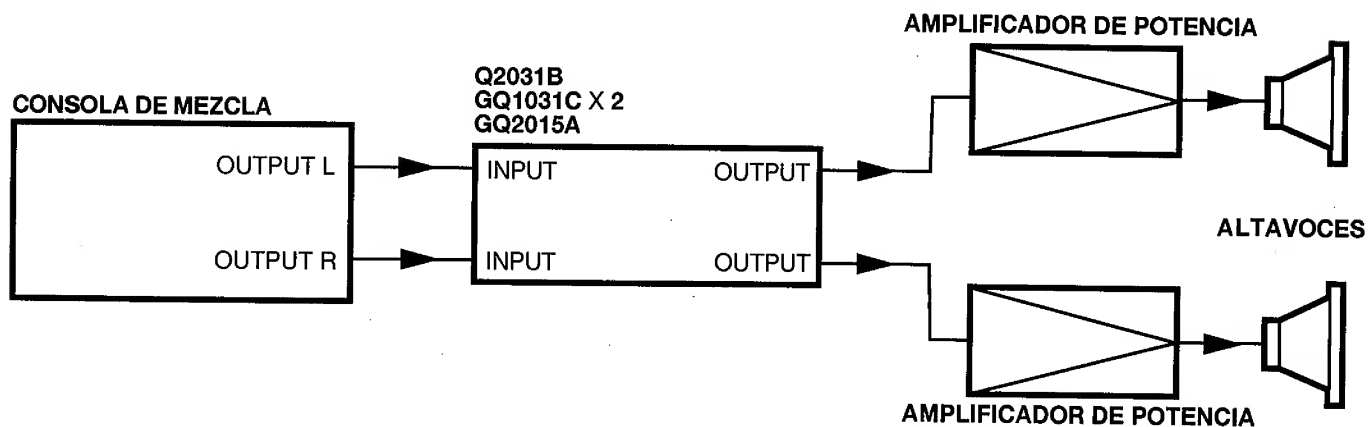 AMPLIFICADOR DE POTENCIA
Q2031B
GQ1031C X 2
GQ2015A
CONSOLA DE MEZCLA
OUTPUT L
INPUT
OUTPUT
ALTAVOCES
OUTPUT R
INPUT
OUTPUT
AMPLIFICADOR DE POTENCIA